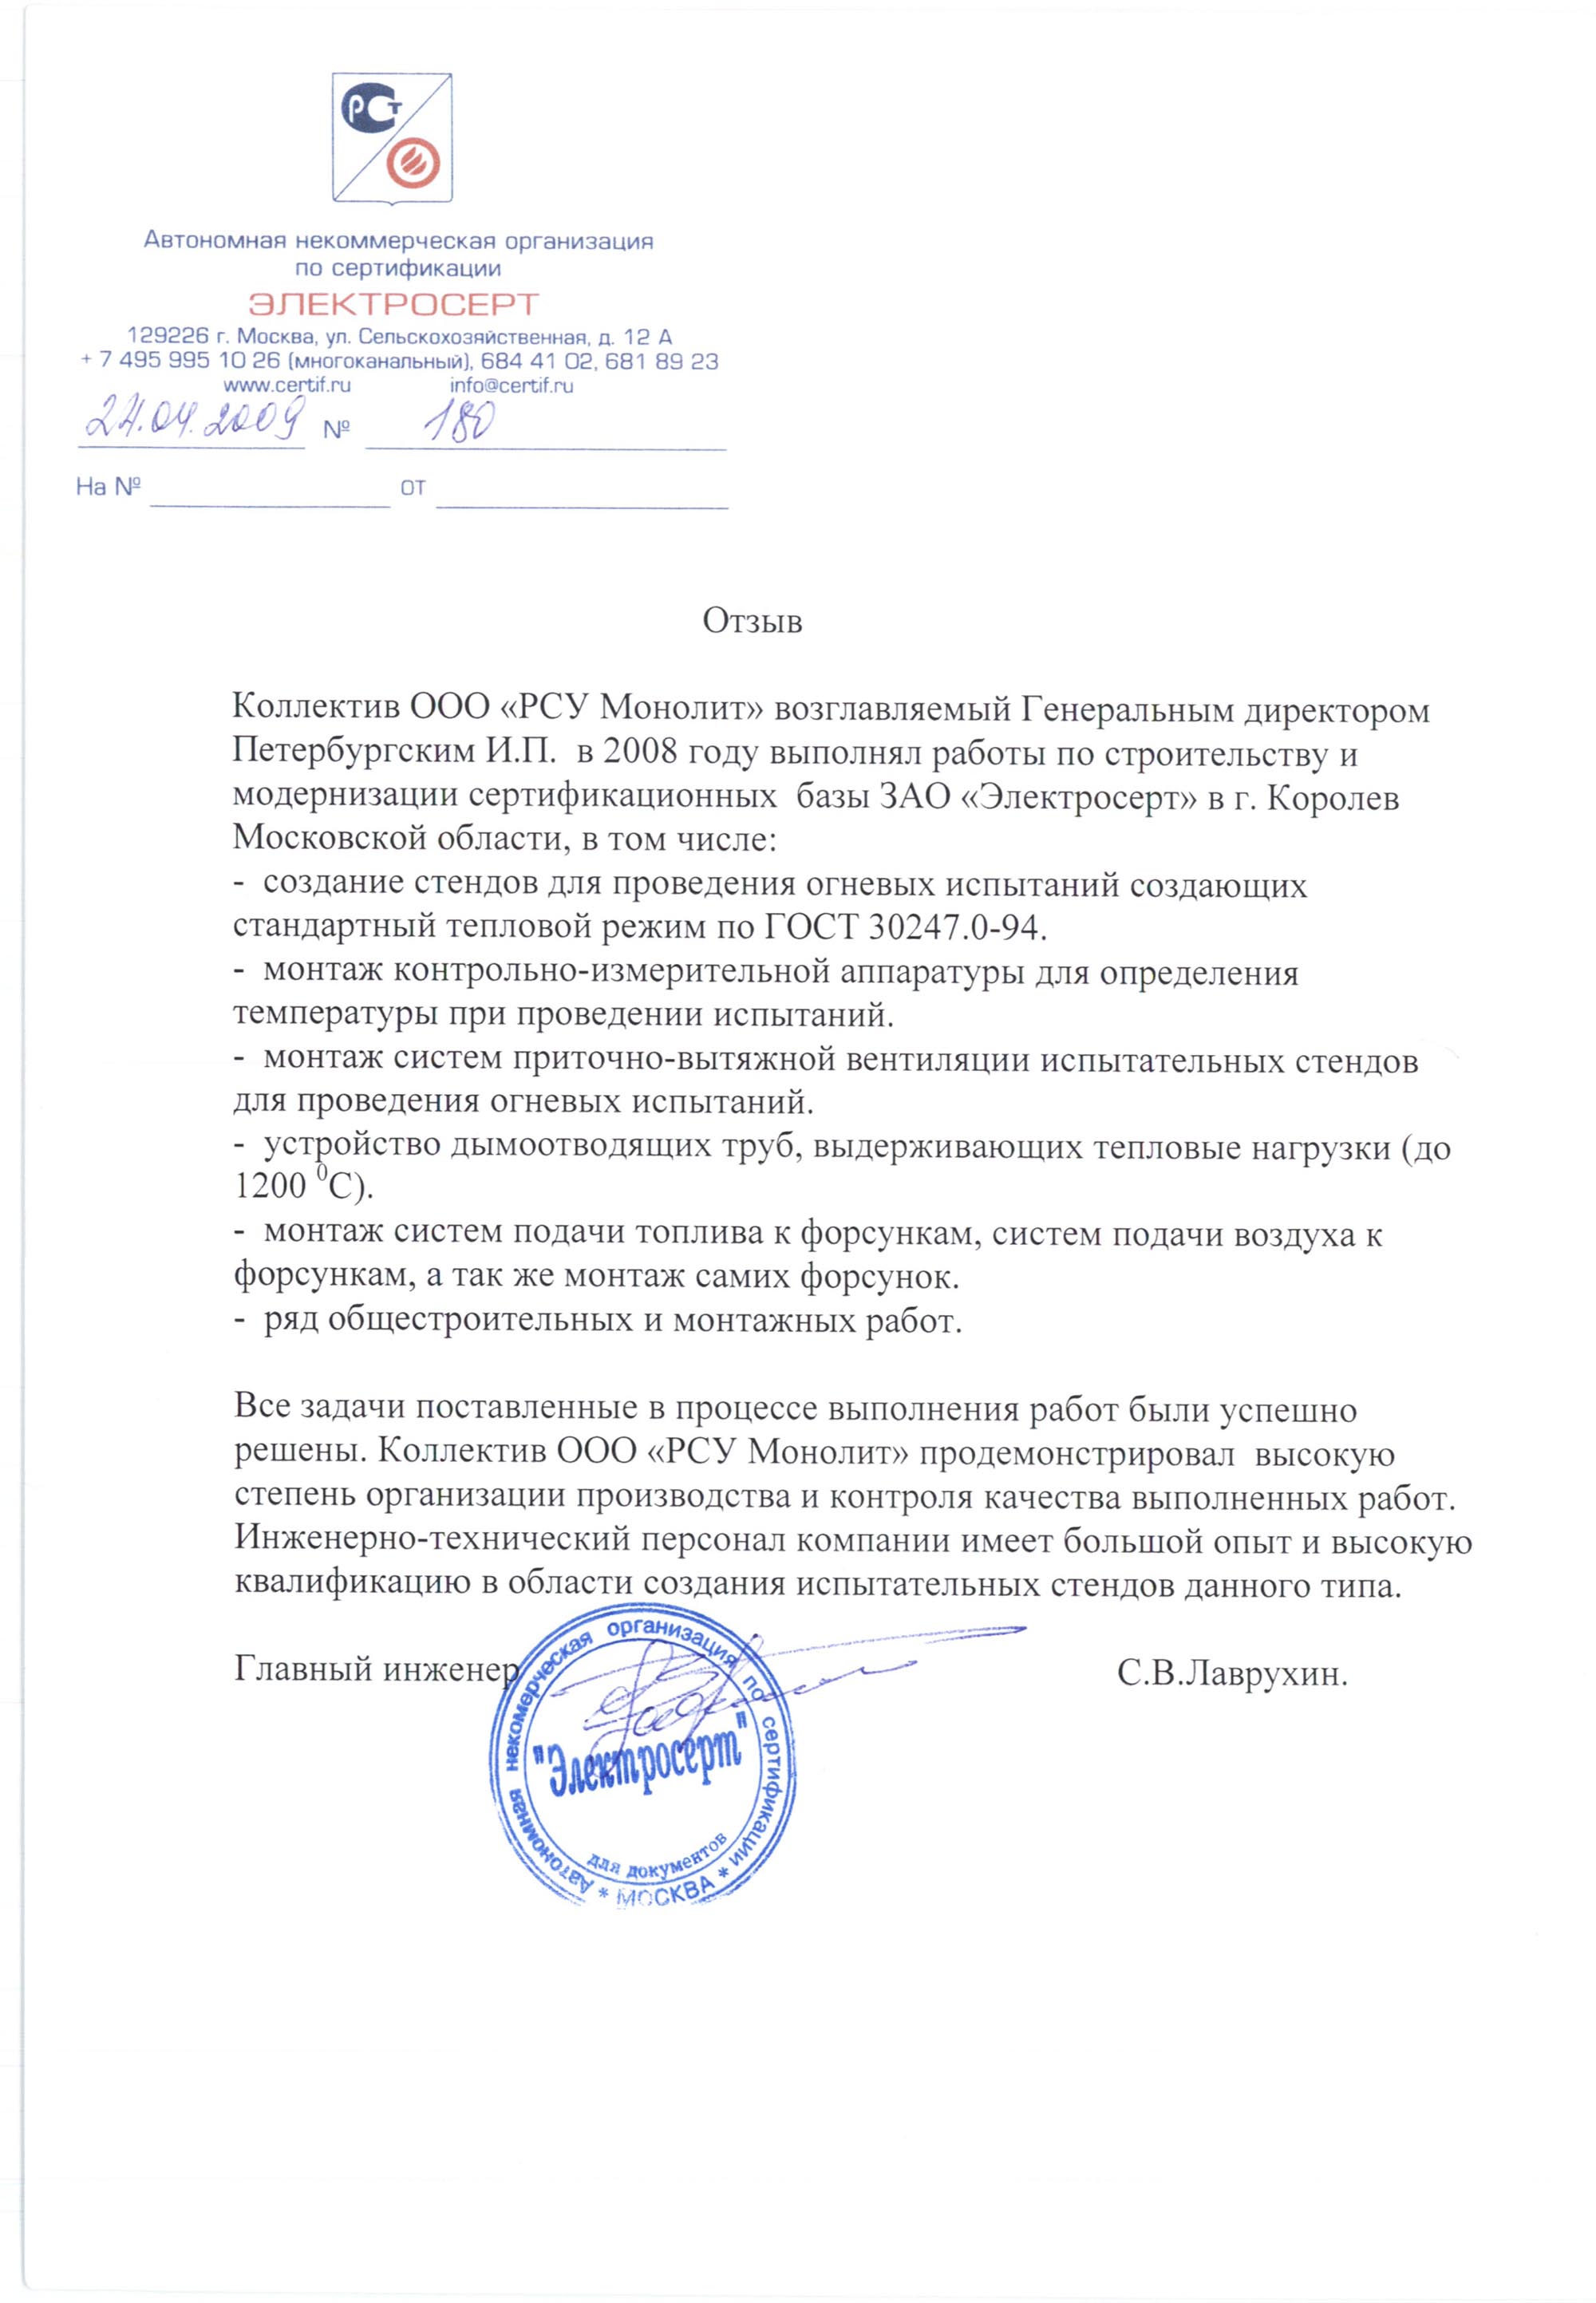 РСТ
Автономная некоммерческая организация
по сертификации
ЭЛЕКТРОСЕРТ
129226 г. Москва, ул. Сельскохозяйственная, д. 12 А
+ 7 495 995 10 26 (многоканальный), 684 41 02, 681 89 23
www.certif.ru info@certif.ru
24.04.2009 № 180
На № от
Отзыв
Коллектив ООО «РСУ Монолит» возглавляемый Генеральным директором
Петербургским И.П. в 2008 году выполнял работы по строительству и
модернизации сертификационных базы ЗАО «Электросерт» в г. Королев
Московской области, в том числе:
- создание стендов для проведения огневых испытаний создающих
стандартный тепловой режим по ГОСТ 30247.0-94.
- монтаж контрольно-измерительной аппаратуры для определения
температуры при проведении испытаний.
- монтаж систем приточно-вытяжной вентиляции испытательных стендов
для проведения огневых испытаний.
- устройство дымоотводящих труб, выдерживающих тепловые нагрузки (до
1200 ⁰С).
- монтаж систем подачи топлива к форсункам, систем подачи воздуха к
форсункам, а так же монтаж самих форсунок.
- ряд общестроительных и монтажных работ.
Все задачи поставленные в процессе выполнения работ были успешно
решены. Коллектив ООО «РСУ Монолит» продемонстрировал высокую
степень организации производства и контроля качества выполненных работ.
Инженерно-технический персонал компании имеет большой опыт и высокую
квалификацию в области создания испытательных стендов данного типа.
Главный инженер С.В.Лаврухин.
Автономная некомерческая организация по сертификации
"Электросерт"
для документов
* МОСКВА *